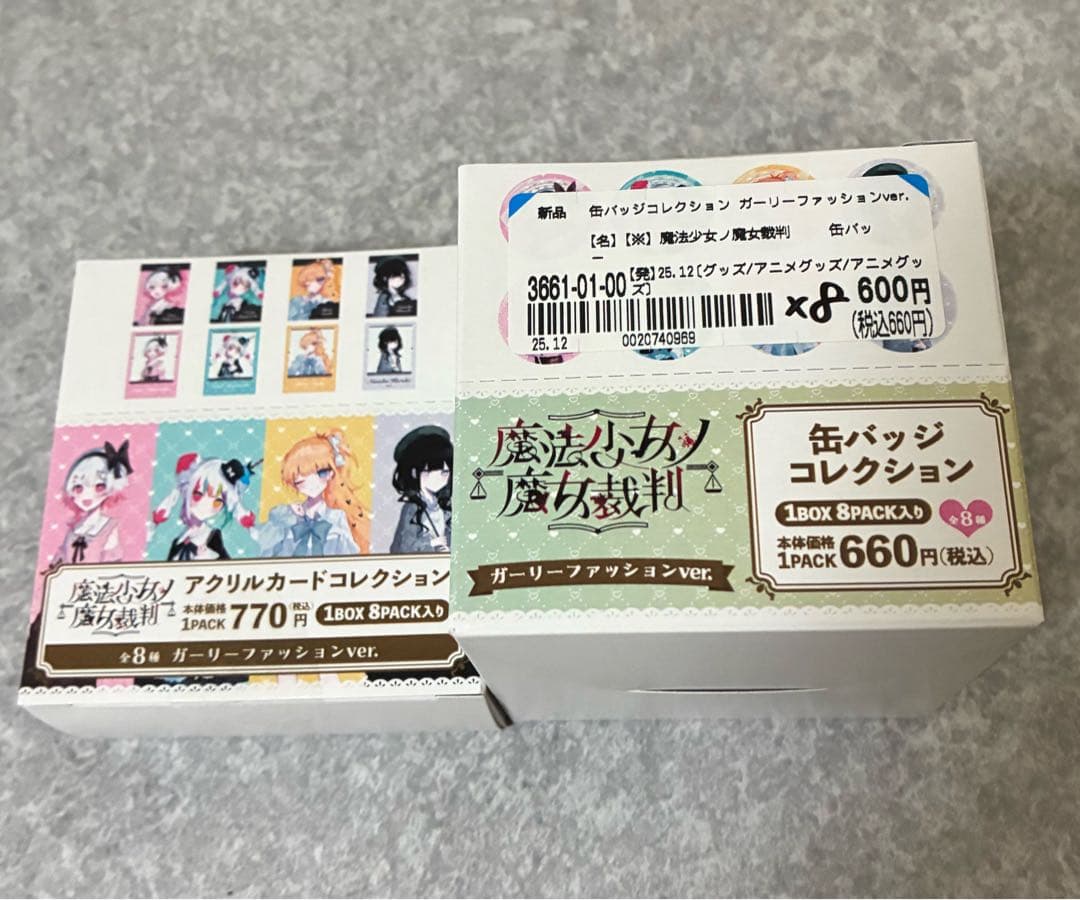 新品 缶バッジコレクション ガーリーファッションver.
【名】【※】魔法少女ノ魔女裁判 缶バッ
ー
3661-01-00 【発】25.12〔グッズ/アニメグッズ/アニメグッ
ズ〕
×8 600円
(税込660円)
25.12 0020740969
魔法少女ノ
魔女裁判
ガーリーファッションver.
缶バッジ
コレクション
1BOX 8PACK入り
全8種
本体価格
1PACK 660円(税込)
魔法少女ノ
魔女裁判
アクリルカードコレクション
本体価格
1PACK 770円(税込)
1BOX 8PACK入り
全8種 ガーリーファッションver.